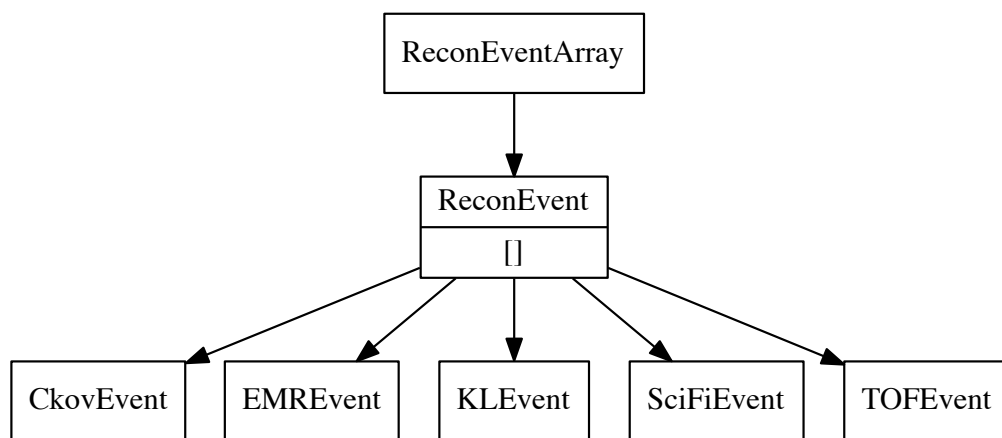 ReconEventArray
ReconEvent
[]
CkovEvent
EMREvent
KLEvent
SciFiEvent
TOFEvent